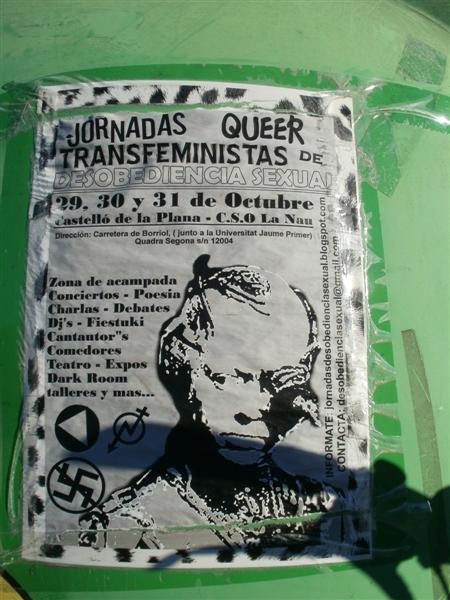 I JORNADAS QUEER
TRANSFEMINISTAS DE
DESOBEDIENCIA SEXUAL
29, 30 y 31 de Octubre
Castelló de la Plana - C.S.O La Nau
Dirección: Carretera de Borriol, ( junto a la Universitat Jaume Primer)
Quadra Segona s/n 12004
Zona de acampada
Conciertos - Poesía
Charlas - Debates
Dj's - Fiestuki
Cantautor"s
Comedores
Teatro - Expos
Dark Room
talleres y mas...
INFORMATE: jornadasdesobedienciasexual.blogspot.com
CONTACTA: desobedienciasexual@gmail.com